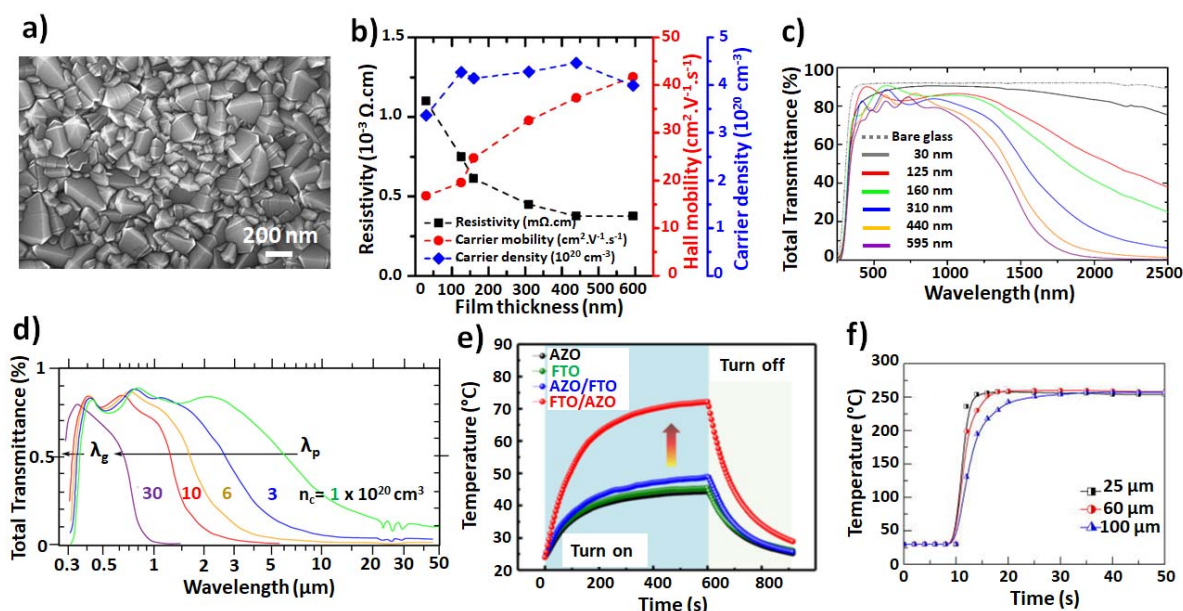 a)
200 nm
b)
Resistivity (10⁻³ Ω.cm)
1.5
1.0
0.5
0.0
Resistivity (mΩ.cm)
Carrier mobility (cm².V⁻¹.s⁻¹)
Carrier density (10²⁰ cm⁻³)
0 100 200 300 400 500 600
Film thickness (nm)
50
40
30
20
10
0
Hall mobility (cm².V⁻¹.s⁻¹)
5
4
3
2
1
0
Carrier density (10²⁰ cm⁻³)
c)
Total Transmittance (%)
100
80
60
40
20
0
Bare glass
30 nm
125 nm
160 nm
310 nm
440 nm
595 nm
500 1000 1500 2000 2500
Wavelength (nm)
d)
Total Transmittance (%)
1
0.5
0
λg
λp
30 10 6 3 nc= 1 x 10²⁰ cm³
0.3 0.5 1 2 3 5 10 20 30 50
Wavelength (μm)
e)
Temperature (°C)
90
80
70
60
50
40
30
20
AZO
FTO
AZO/FTO
FTO/AZO
Turn off
Turn on
0 200 400 600 800
Time (s)
f)
Temperature (°C)
300
250
200
150
100
50
0
25 μm
60 μm
100 μm
0 10 20 30 40 50
Time (s)